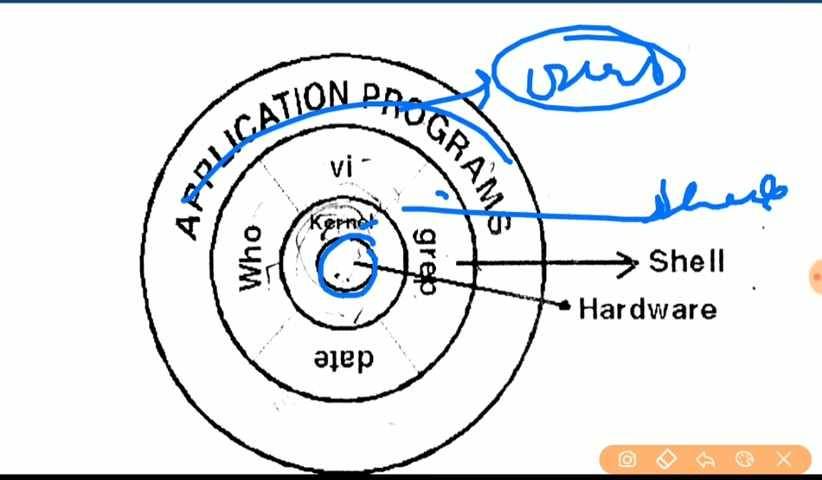 APPLICATION PROGRAMS
vi
Kernel
Who
grep
Shell
Hardware
date